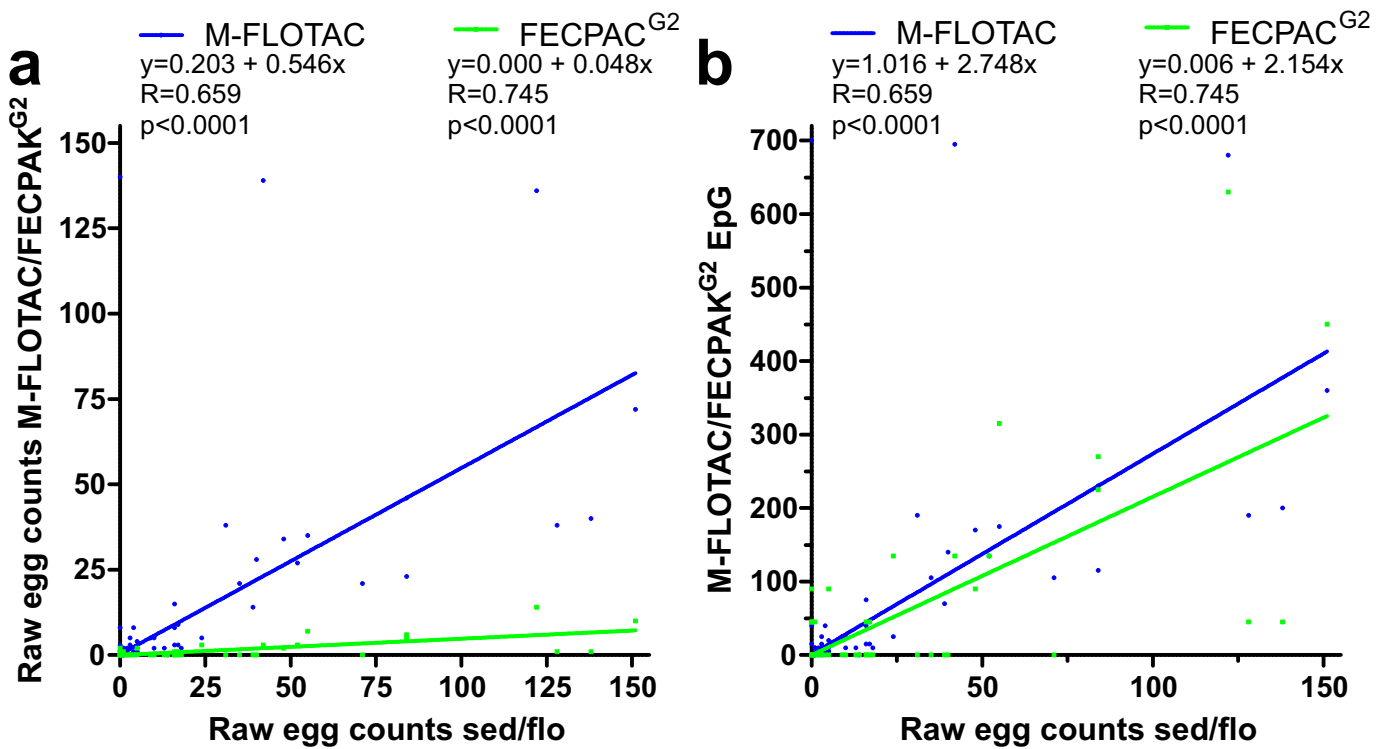 a
M-FLOTAC
FECPAC^G2
y=0.203 + 0.546x
y=0.000 + 0.048x
R=0.659
R=0.745
p<0.0001
p<0.0001
Raw egg counts M-FLOTAC/FECPAK^G2
150
125
100
75
50
25
0
0
25
50
75
100
125
150
Raw egg counts sed/flo
b
M-FLOTAC
FECPAC^G2
y=1.016 + 2.748x
y=0.006 + 2.154x
R=0.659
R=0.745
p<0.0001
p<0.0001
M-FLOTAC/FECPAK^G2 EpG
700
600
500
400
300
200
100
0
0
50
100
150
Raw egg counts sed/flo